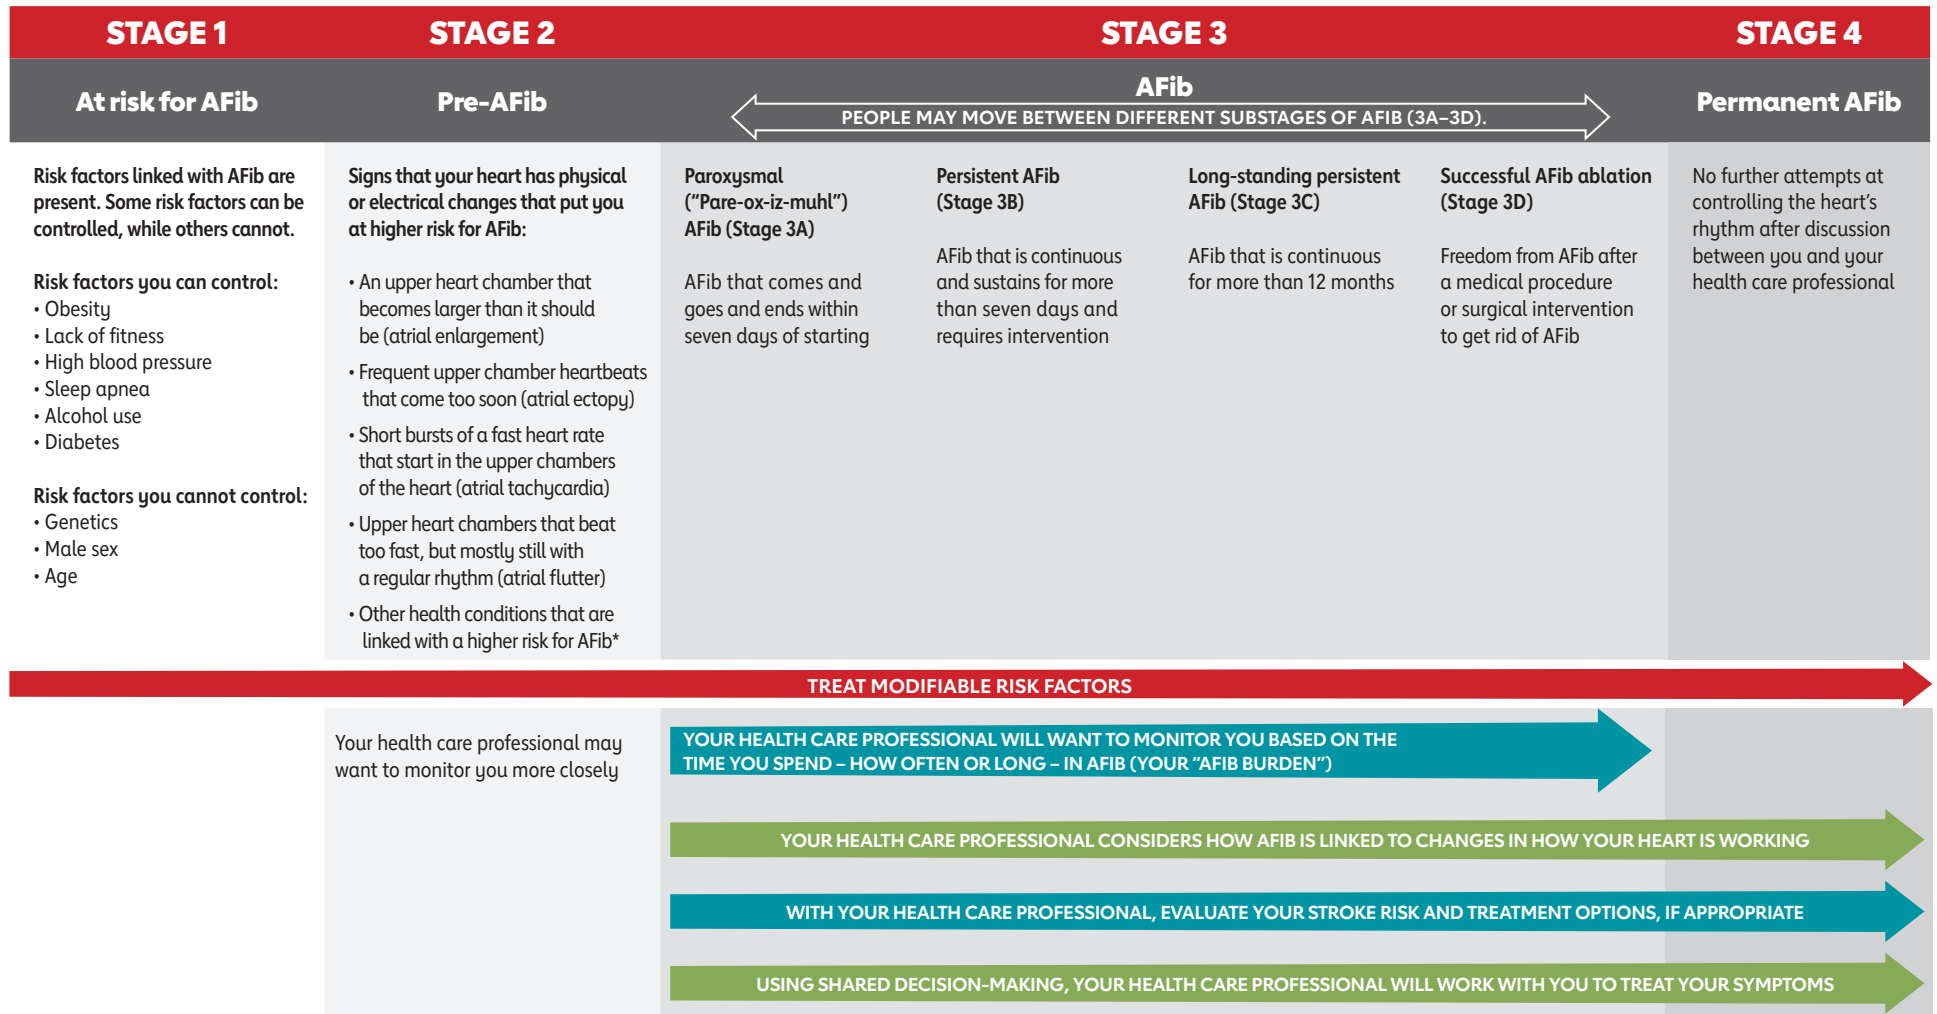 STAGE 1
STAGE 2
STAGE 3
STAGE 4
At risk for AFib
Pre-AFib
AFib
PEOPLE MAY MOVE BETWEEN DIFFERENT SUBSTAGES OF AFIB (3A–3D).
Permanent AFib
Risk factors linked with AFib are
present. Some risk factors can be
controlled, while others cannot.
Risk factors you can control:
• Obesity
• Lack of fitness
• High blood pressure
• Sleep apnea
• Alcohol use
• Diabetes
Risk factors you cannot control:
• Genetics
• Male sex
• Age
Signs that your heart has physical
or electrical changes that put you
at higher risk for AFib:
• An upper heart chamber that
becomes larger than it should
be (atrial enlargement)
• Frequent upper chamber heartbeats
that come too soon (atrial ectopy)
• Short bursts of a fast heart rate
that start in the upper chambers
of the heart (atrial tachycardia)
• Upper heart chambers that beat
too fast, but mostly still with
a regular rhythm (atrial flutter)
• Other health conditions that are
linked with a higher risk for AFib*
Paroxysmal
(“Pare-ox-iz-muhl”)
AFib (Stage 3A)
AFib that comes and
goes and ends within
seven days of starting
Persistent AFib
(Stage 3B)
AFib that is continuous
and sustains for more
than seven days and
requires intervention
Long-standing persistent
AFib (Stage 3C)
AFib that is continuous
for more than 12 months
Successful AFib ablation
(Stage 3D)
Freedom from AFib after
a medical procedure
or surgical intervention
to get rid of AFib
No further attempts at
controlling the heart’s
rhythm after discussion
between you and your
health care professional
TREAT MODIFIABLE RISK FACTORS
Your health care professional may
want to monitor you more closely
YOUR HEALTH CARE PROFESSIONAL WILL WANT TO MONITOR YOU BASED ON THE
TIME YOU SPEND – HOW OFTEN OR LONG – IN AFIB (YOUR “AFIB BURDEN”)
YOUR HEALTH CARE PROFESSIONAL CONSIDERS HOW AFIB IS LINKED TO CHANGES IN HOW YOUR HEART IS WORKING
WITH YOUR HEALTH CARE PROFESSIONAL, EVALUATE YOUR STROKE RISK AND TREATMENT OPTIONS, IF APPROPRIATE
USING SHARED DECISION-MAKING, YOUR HEALTH CARE PROFESSIONAL WILL WORK WITH YOU TO TREAT YOUR SYMPTOMS